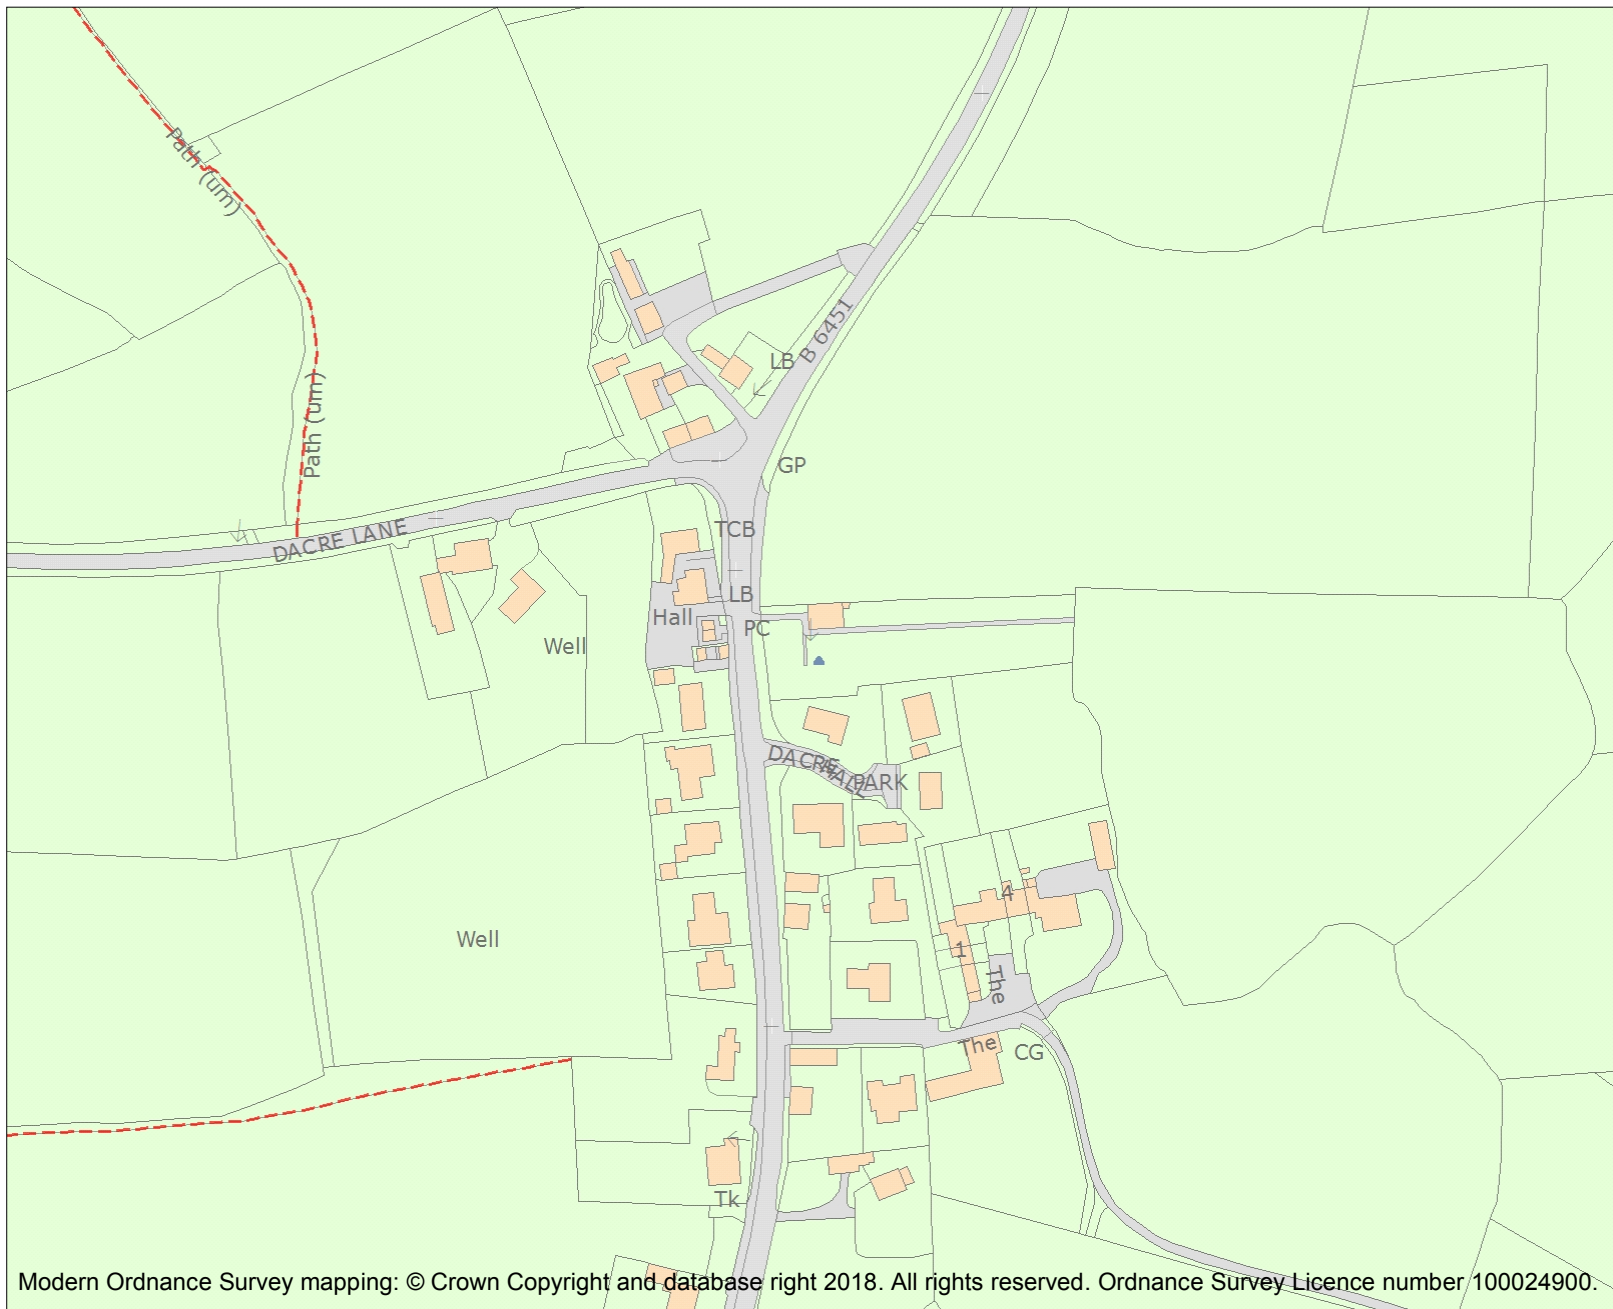 Path (um)
LB
B 6451
Path (um)
GP
TCB
DACRE LANE
LB
Hall
PC
Well
DACRE
HALL
PARK
4
Well
1
The
The
CG
Tk
Modern Ordnance Survey mapping: © Crown Copyright and database right 2018. All rights reserved. Ordnance Survey Licence number 100024900.